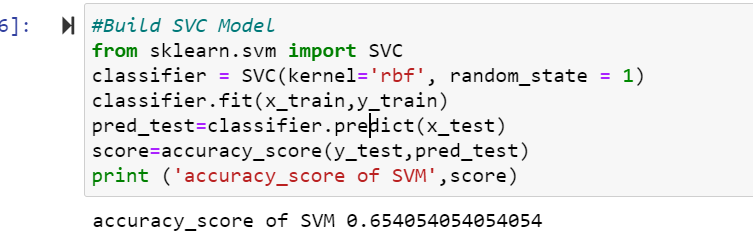 6]:
#Build SVC Model
from sklearn.svm import SVC
classifier = SVC(kernel='rbf', random_state = 1)
classifier.fit(x_train,y_train)
pred_test=classifier.predict(x_test)
score=accuracy_score(y_test,pred_test)
print ('accuracy_score of SVM',score)
accuracy_score of SVM 0.654054054054054